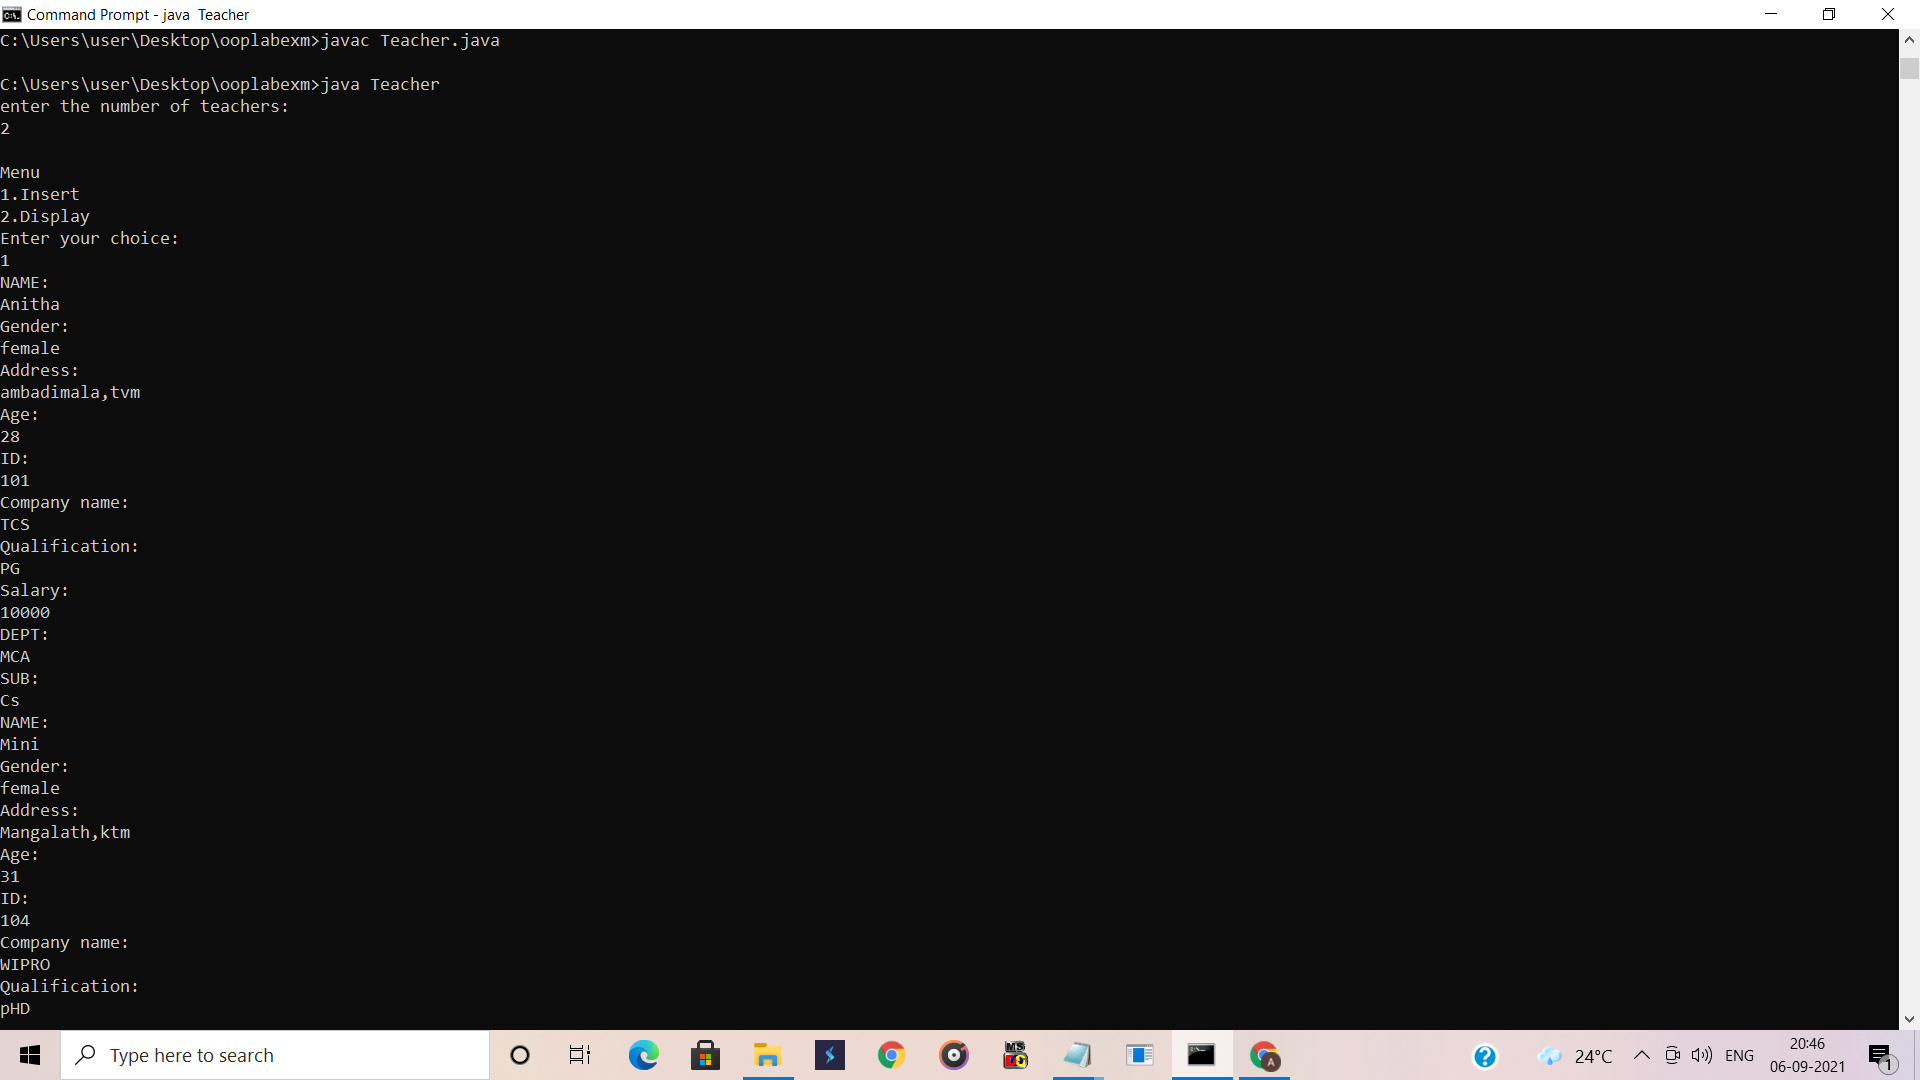 Command Prompt - java  Teacher
C:\Users\user\Desktop\ooplabexm>javac Teacher.java
C:\Users\user\Desktop\ooplabexm>java Teacher
enter the number of teachers:
2
Menu
1.Insert
2.Display
Enter your choice:
1
NAME:
Anitha
Gender:
female
Address:
ambadimala,tvm
Age:
28
ID:
101
Company name:
TCS
Qualification:
PG
Salary:
10000
DEPT:
MCA
SUB:
Cs
NAME:
Mini
Gender:
female
Address:
Mangalath,ktm
Age:
31
ID:
104
Company name:
WIPRO
Qualification:
pHD
Type here to search
24°C
ENG
20:46
06-09-2021
1